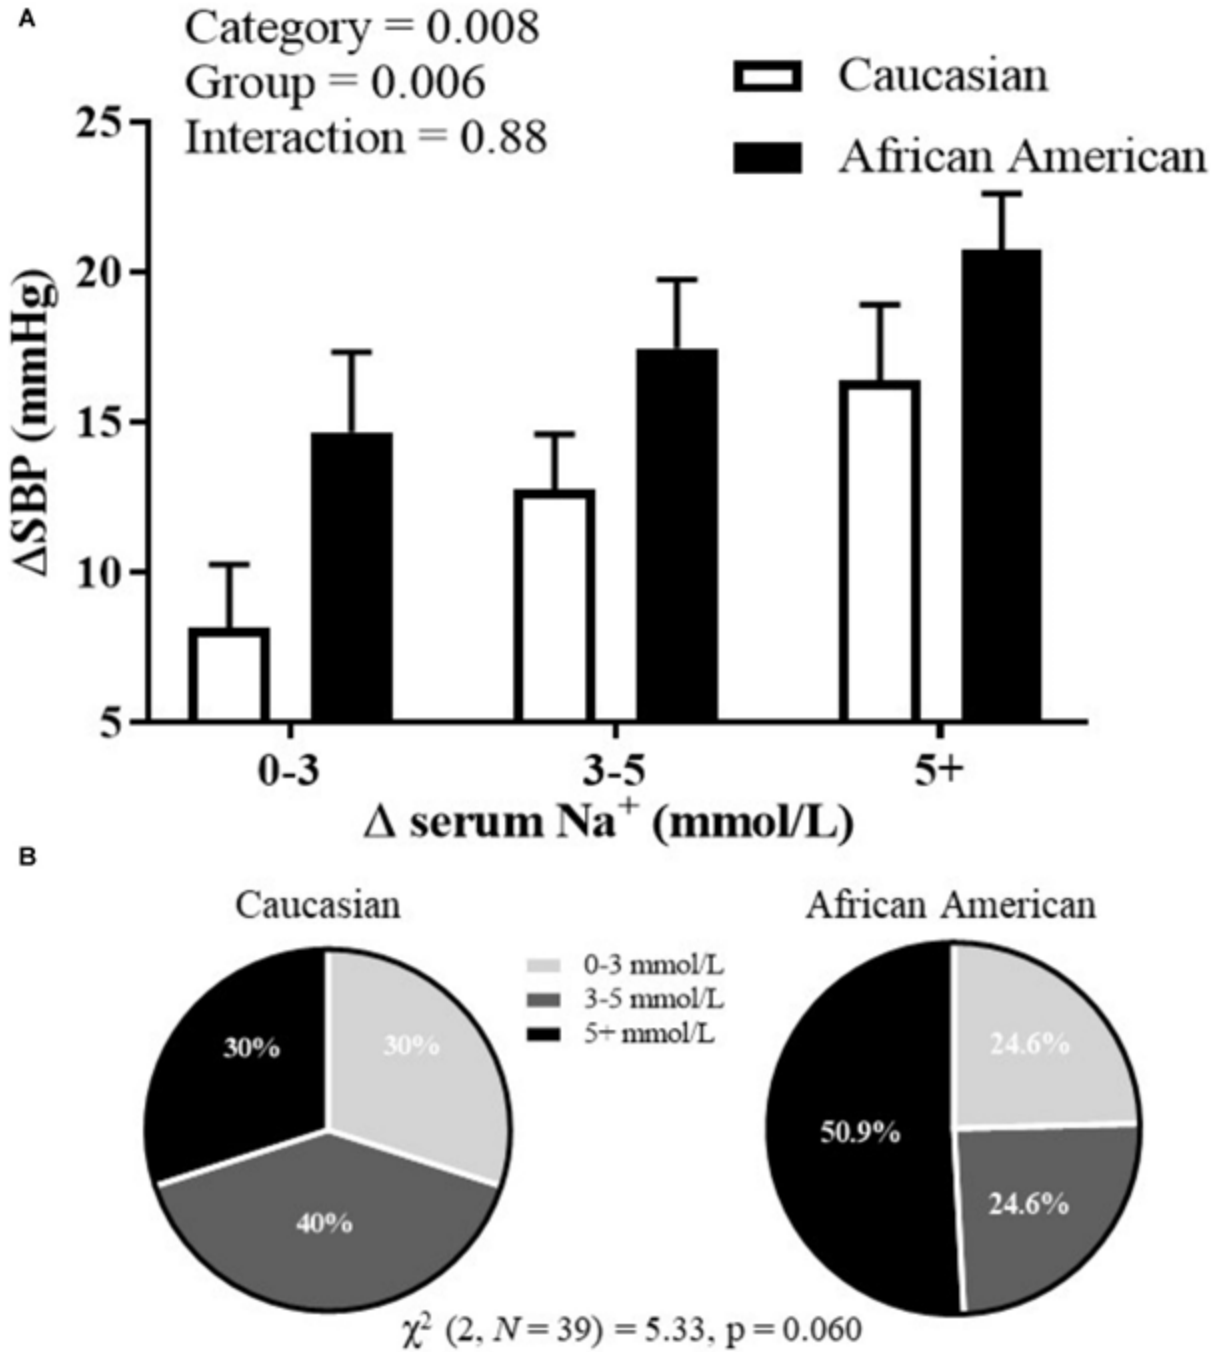 A
Category = 0.008
Group = 0.006
Interaction = 0.88
Caucasian
African American
ΔSBP (mmHg)
25
20
15
10
5
0-3
3-5
5+
Δ serum Na⁺ (mmol/L)
B
Caucasian
African American
0-3 mmol/L
3-5 mmol/L
5+ mmol/L
30%
30%
40%
50.9%
24.6%
24.6%
χ² (2, N = 39) = 5.33, p = 0.060